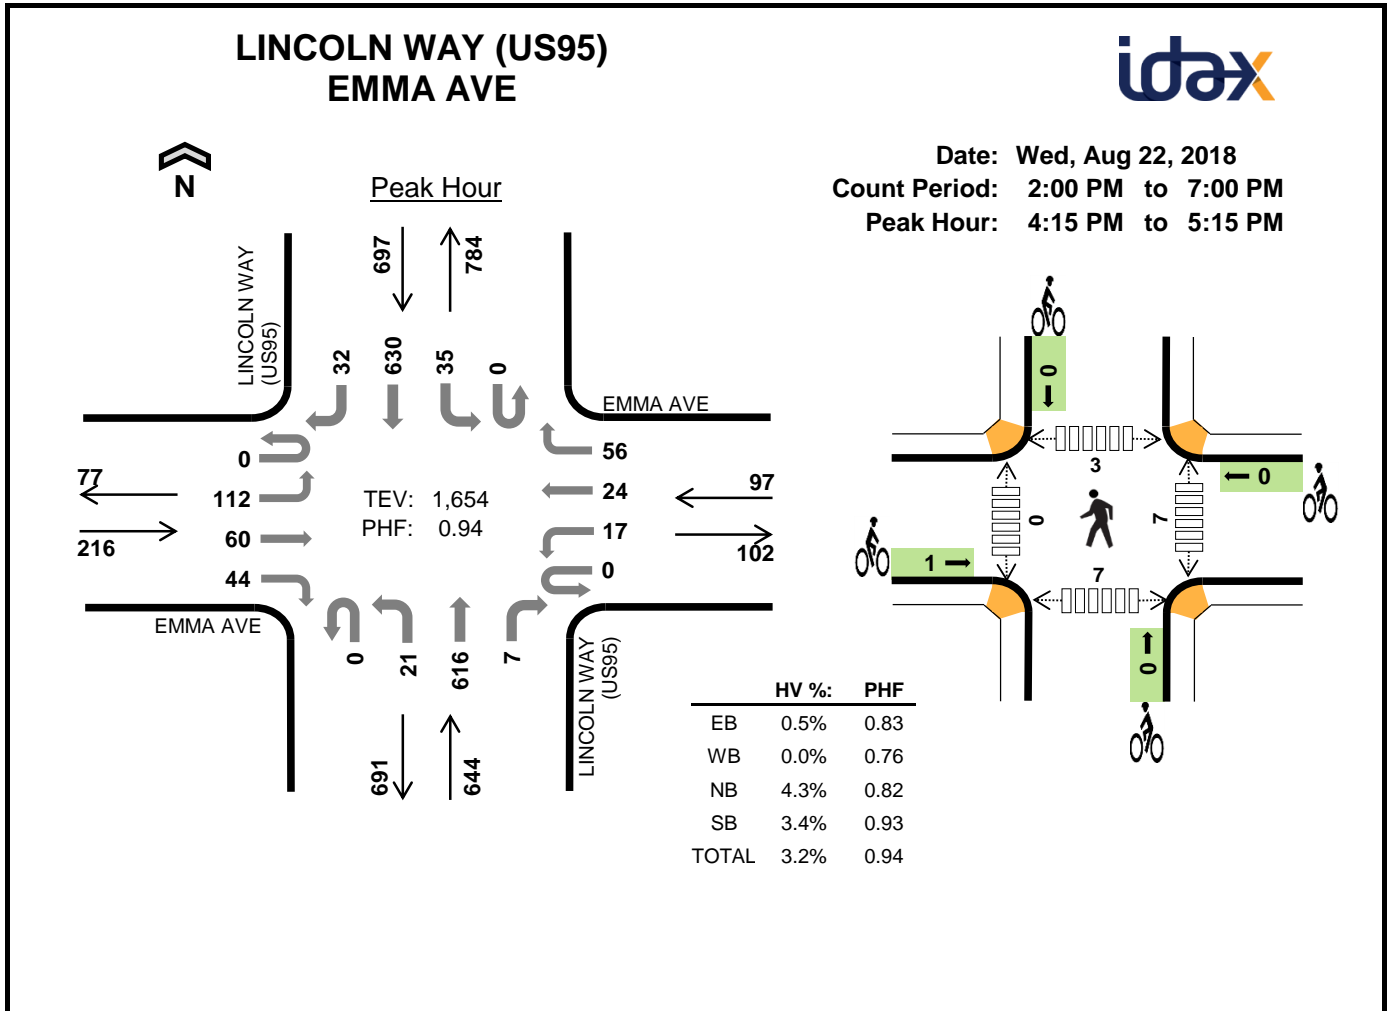 LINCOLN WAY (US95)
EMMA AVE
idax
Date: Wed, Aug 22, 2018
Count Period: 2:00 PM to 7:00 PM
Peak Hour: 4:15 PM to 5:15 PM
N
Peak Hour
697
784
LINCOLN WAY
(US95)
32
630
35
0
EMMA AVE
0
112
60
44
77
216
TEV: 1,654
PHF: 0.94
56
24
17
0
97
102
EMMA AVE
0
21
616
7
LINCOLN WAY
(US95)
691
644
0
3
0
0
7
1
7
0
HV %: PHF
EB 0.5% 0.83
WB 0.0% 0.76
NB 4.3% 0.82
SB 3.4% 0.93
TOTAL 3.2% 0.94